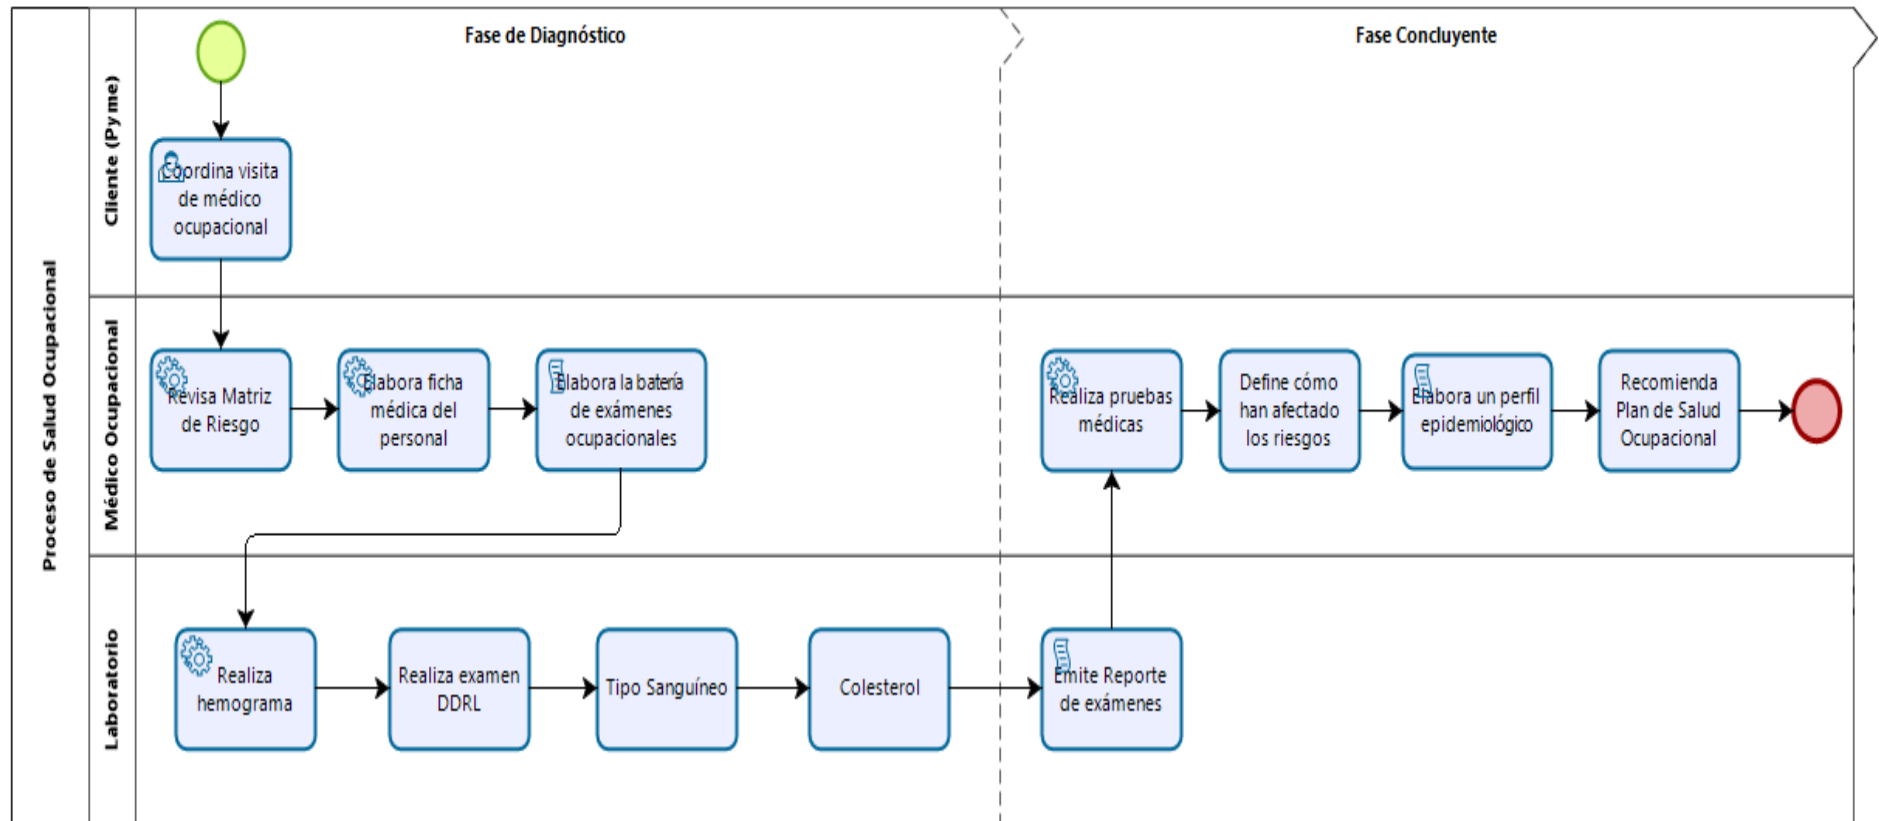 Proceso de Salud Ocupacional
Fase de Diagnóstico
Fase Concluyente
Cliente (Pyme)
Coordina visita
de médico
ocupacional
Médico Ocupacional
Revisa Matriz
de Riesgo
Elabora ficha
médica del
personal
Elabora la batería
de exámenes
ocupacionales
Realiza pruebas
médicas
Define cómo
han afectado
los riesgos
Elabora un perfil
epidemiológico
Recomienda
Plan de Salud
Ocupacional
Laboratorio
Realiza
hemograma
Realiza examen
DDRL
Tipo Sanguíneo
Colesterol
Emite Reporte
de exámenes